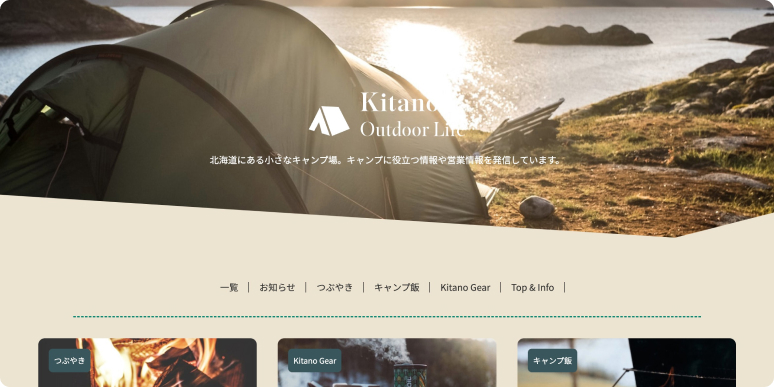 Kitano
Outdoor Life
北海道にある小さなキャンプ場。キャンプに役立つ情報や営業情報を発信しています。
一覧 お知らせ つぶやき キャンプ飯 Kitano Gear Top & Info
つぶやき Kitano Gear キャンプ飯